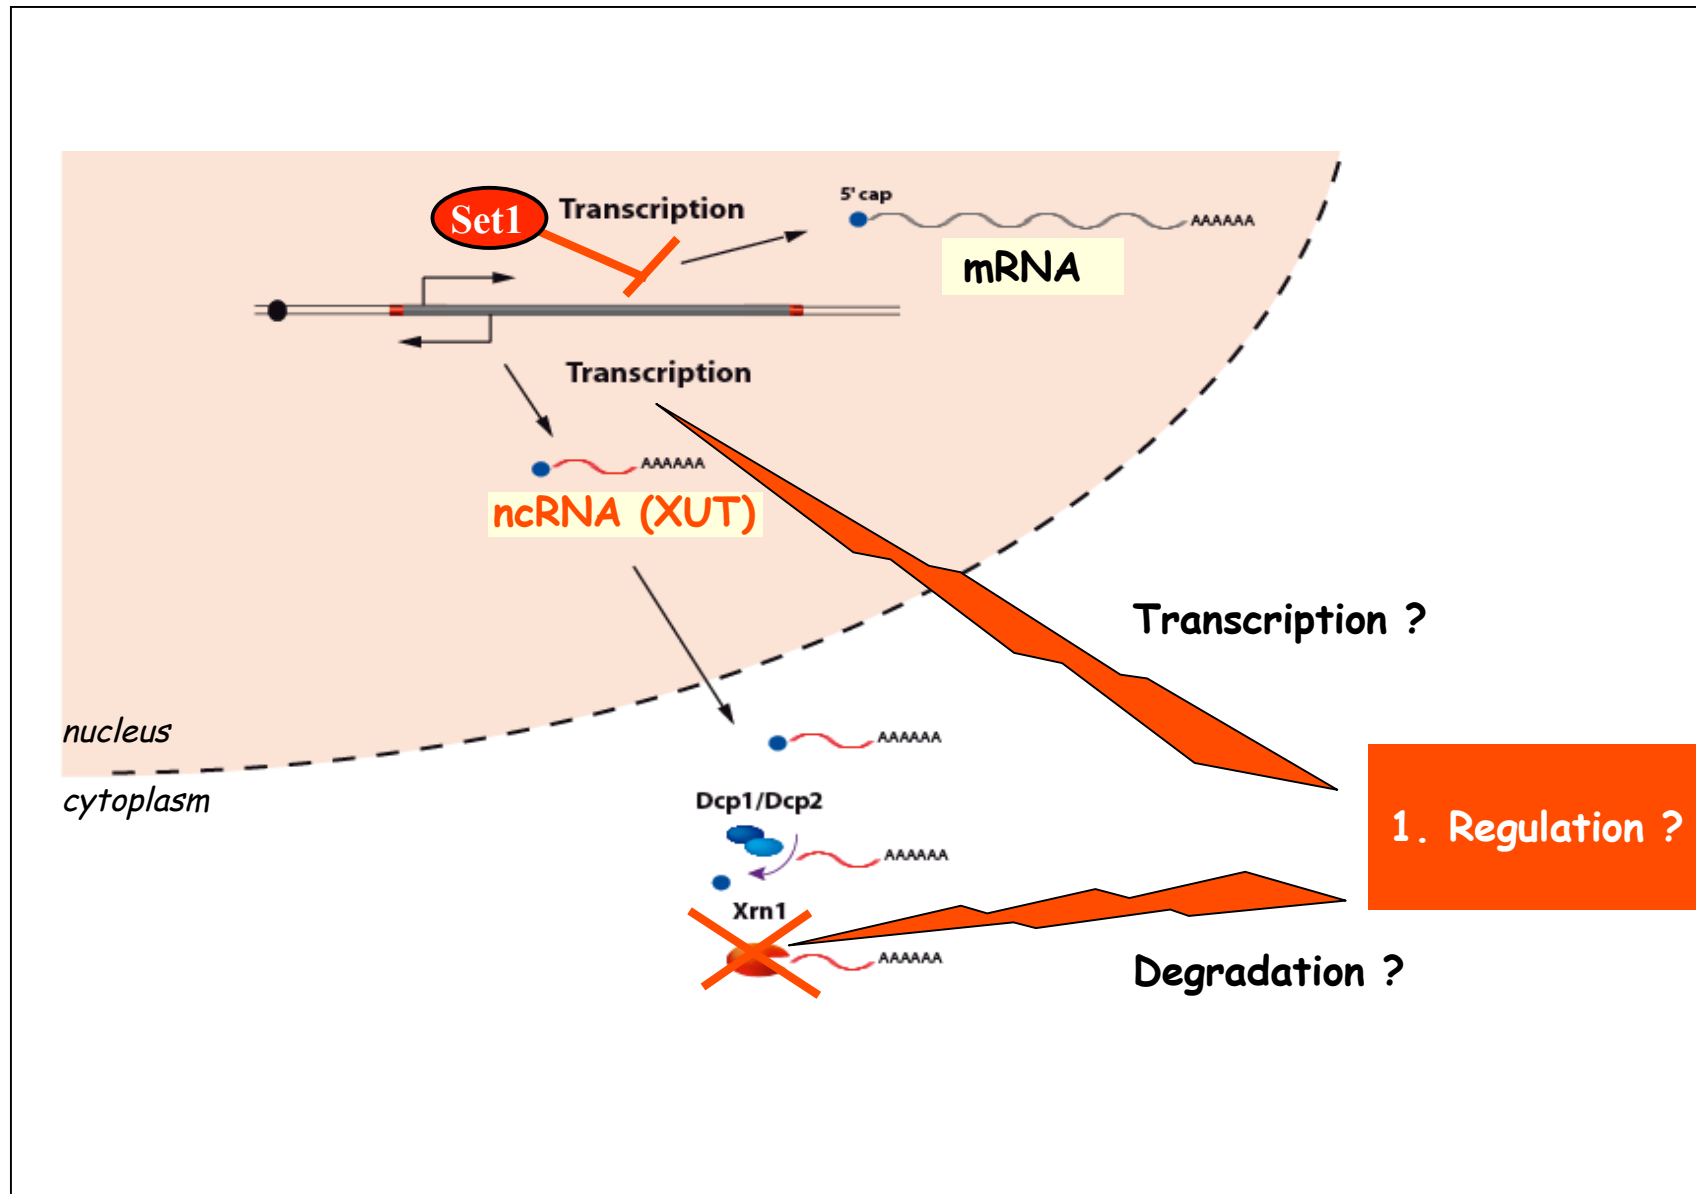 Set1
Transcription
5' cap
AAAAAA
mRNA
Transcription
AAAAAA
ncRNA (XUT)
Transcription ?
nucleus
cytoplasm
AAAAAA
Dcp1/Dcp2
AAAAAA
1. Regulation ?
Xrn1
AAAAAA
Degradation ?